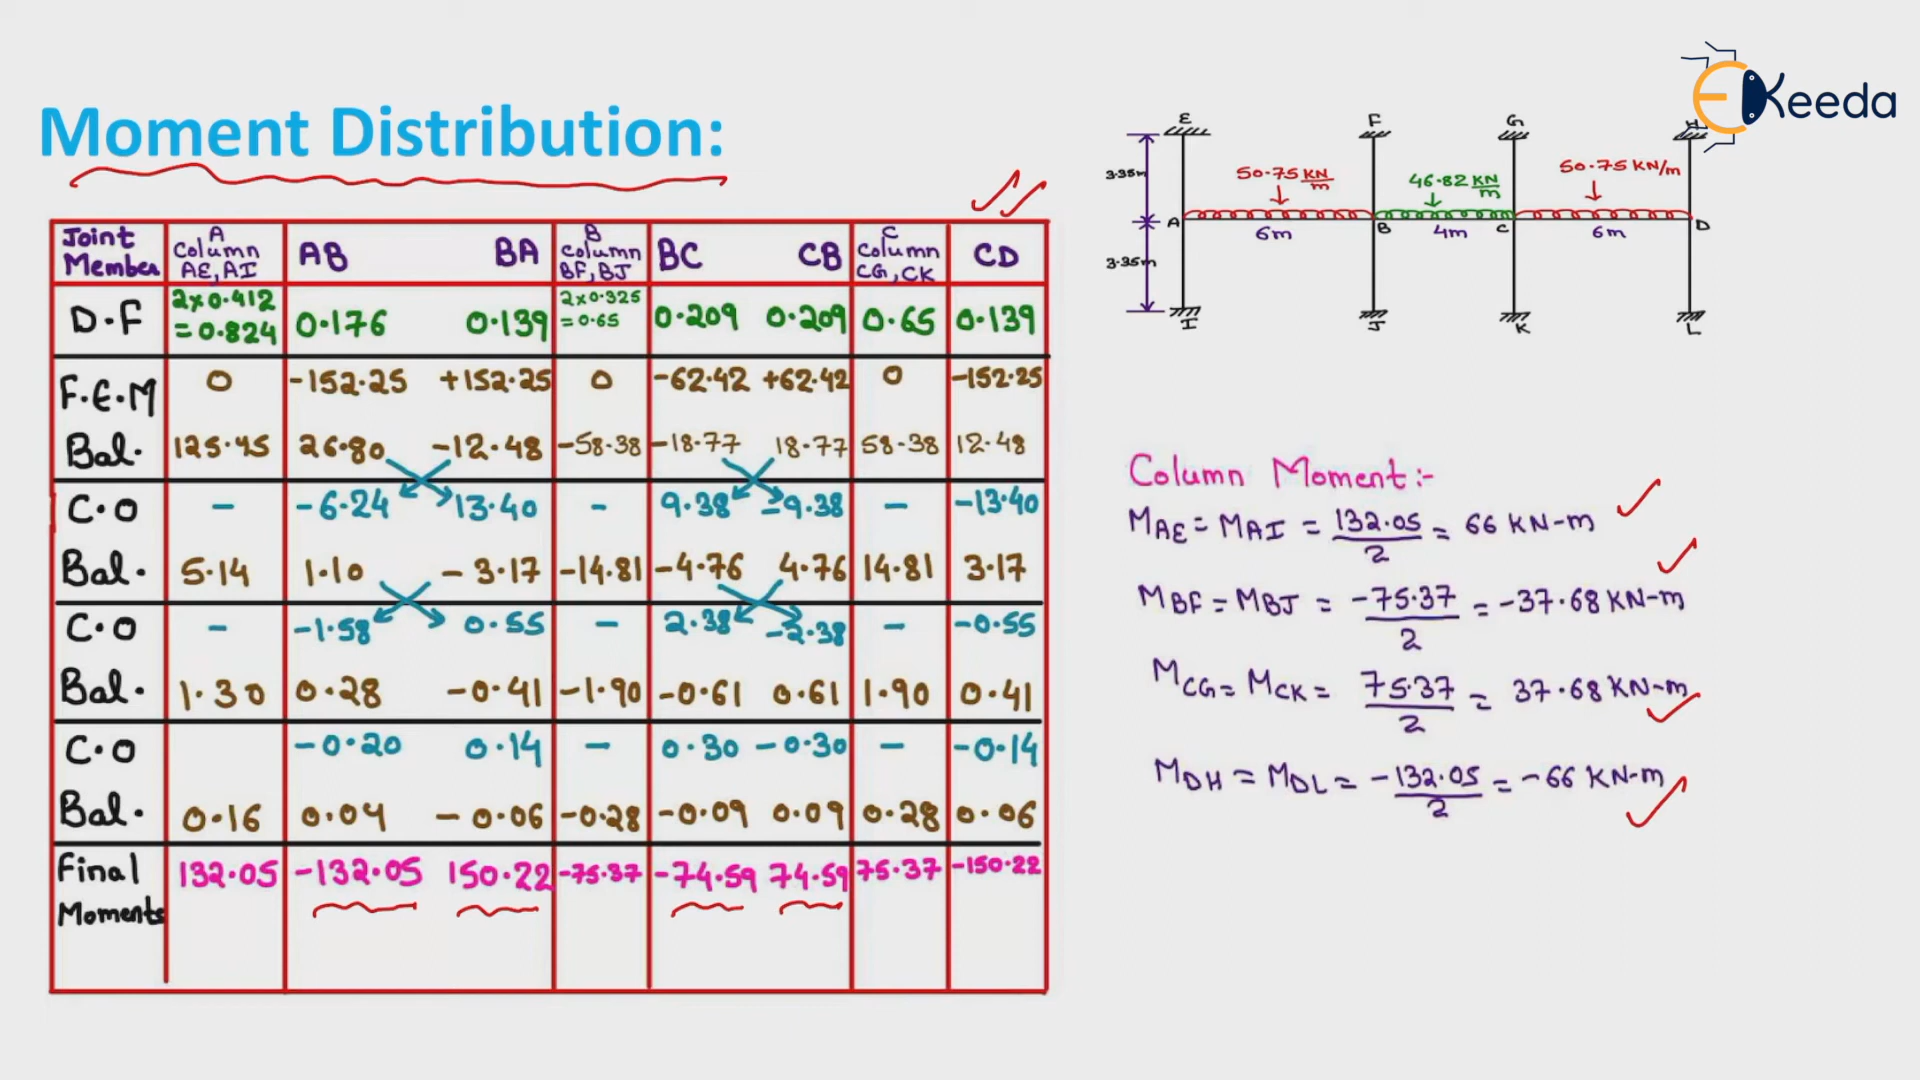 Keeda
Moment Distribution:
Joint Member
A Column AE, AI
AB
BA
B Column BF, BJ
BC
CB
C Column CG, CK
CD
D.F
2x0.412 = 0.824
0.176
0.139
2x0.325 = 0.65
0.209
0.209
0.65
0.139
F.E.M
0
-152.25
+152.25
0
-62.42
+62.42
0
-152.25
Bal.
125.45
26.80
-12.48
-58.38
-18.77
18.77
58.38
12.48
C.O
-
-6.24
13.40
-
9.38
-9.38
-
-13.40
Bal.
5.14
1.10
-3.17
-14.81
-4.76
4.76
14.81
3.17
C.O
-
-1.58
0.55
-
2.38
-2.38
-
-0.55
Bal.
1.30
0.28
-0.41
-1.90
-0.61
0.61
1.90
0.41
C.O
-0.20
0.14
-
0.30
-0.30
-
-0.14
Bal.
0.16
0.04
-0.06
-0.28
-0.09
0.09
0.28
0.06
Final Moments
132.05
-132.05
150.22
-75.37
-74.59
74.59
75.37
-150.22
E
F
G
H
3.35m
50.75 KN/m
46.82 KN/m
50.75 KN/m
A
B
C
D
6m
4m
6m
3.35m
I
J
K
L
Column Moment:-
MAE = MAI = 132.05/2 = 66 KN-m
MBF = MBJ = -75.37/2 = -37.68 KN-m
MCG = MCK = 75.37/2 = 37.68 KN-m
MDH = MDL = -132.05/2 = -66 KN-m